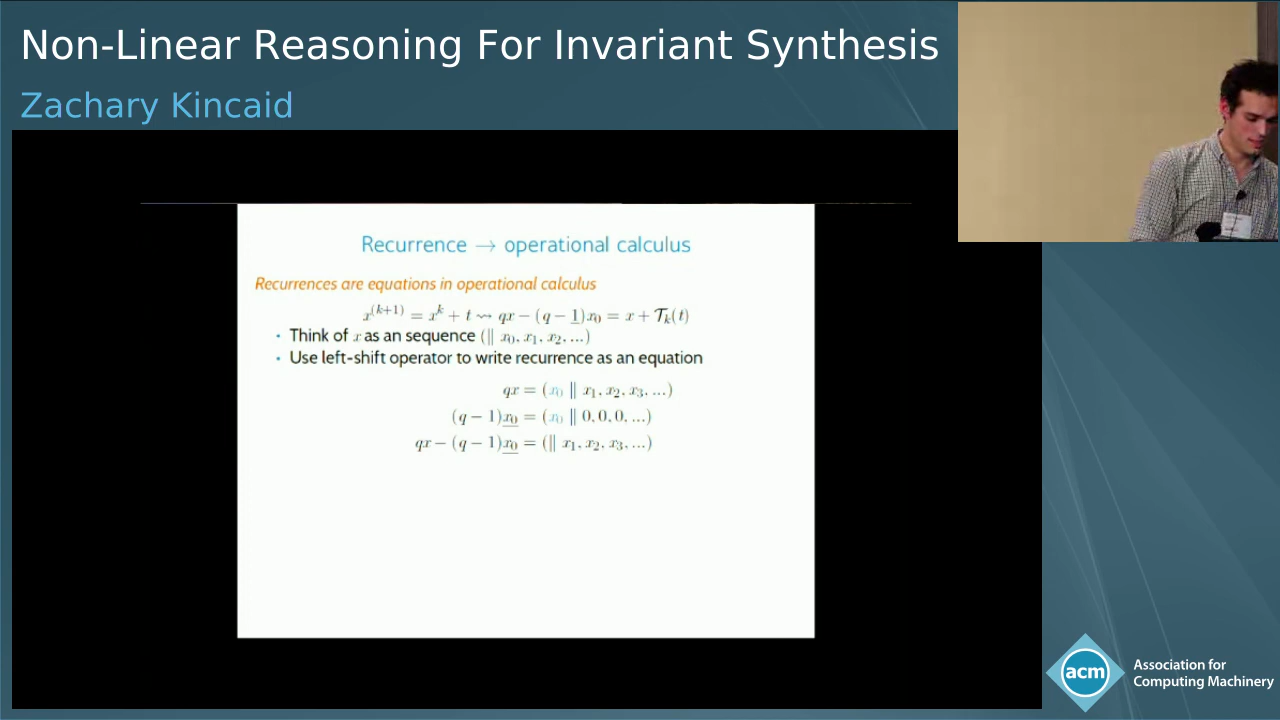 Non-Linear Reasoning For Invariant Synthesis
Zachary Kincaid
Recurrence → operational calculus
Recurrences are equations in operational calculus
x^(k+1) = x^k + t ⇝ qx − (q − 1)x₀ = x + 𝒯ₖ(t)
• Think of x as an sequence (∥ x₀, x₁, x₂, ...)
• Use left-shift operator to write recurrence as an equation
qx = (x₀ ∥ x₁, x₂, x₃, ...)
(q − 1)x₀ = (x₀ ∥ 0, 0, 0, ...)
qx − (q − 1)x₀ = (∥ x₁, x₂, x₃, ...)
acm
Association for
Computing Machinery